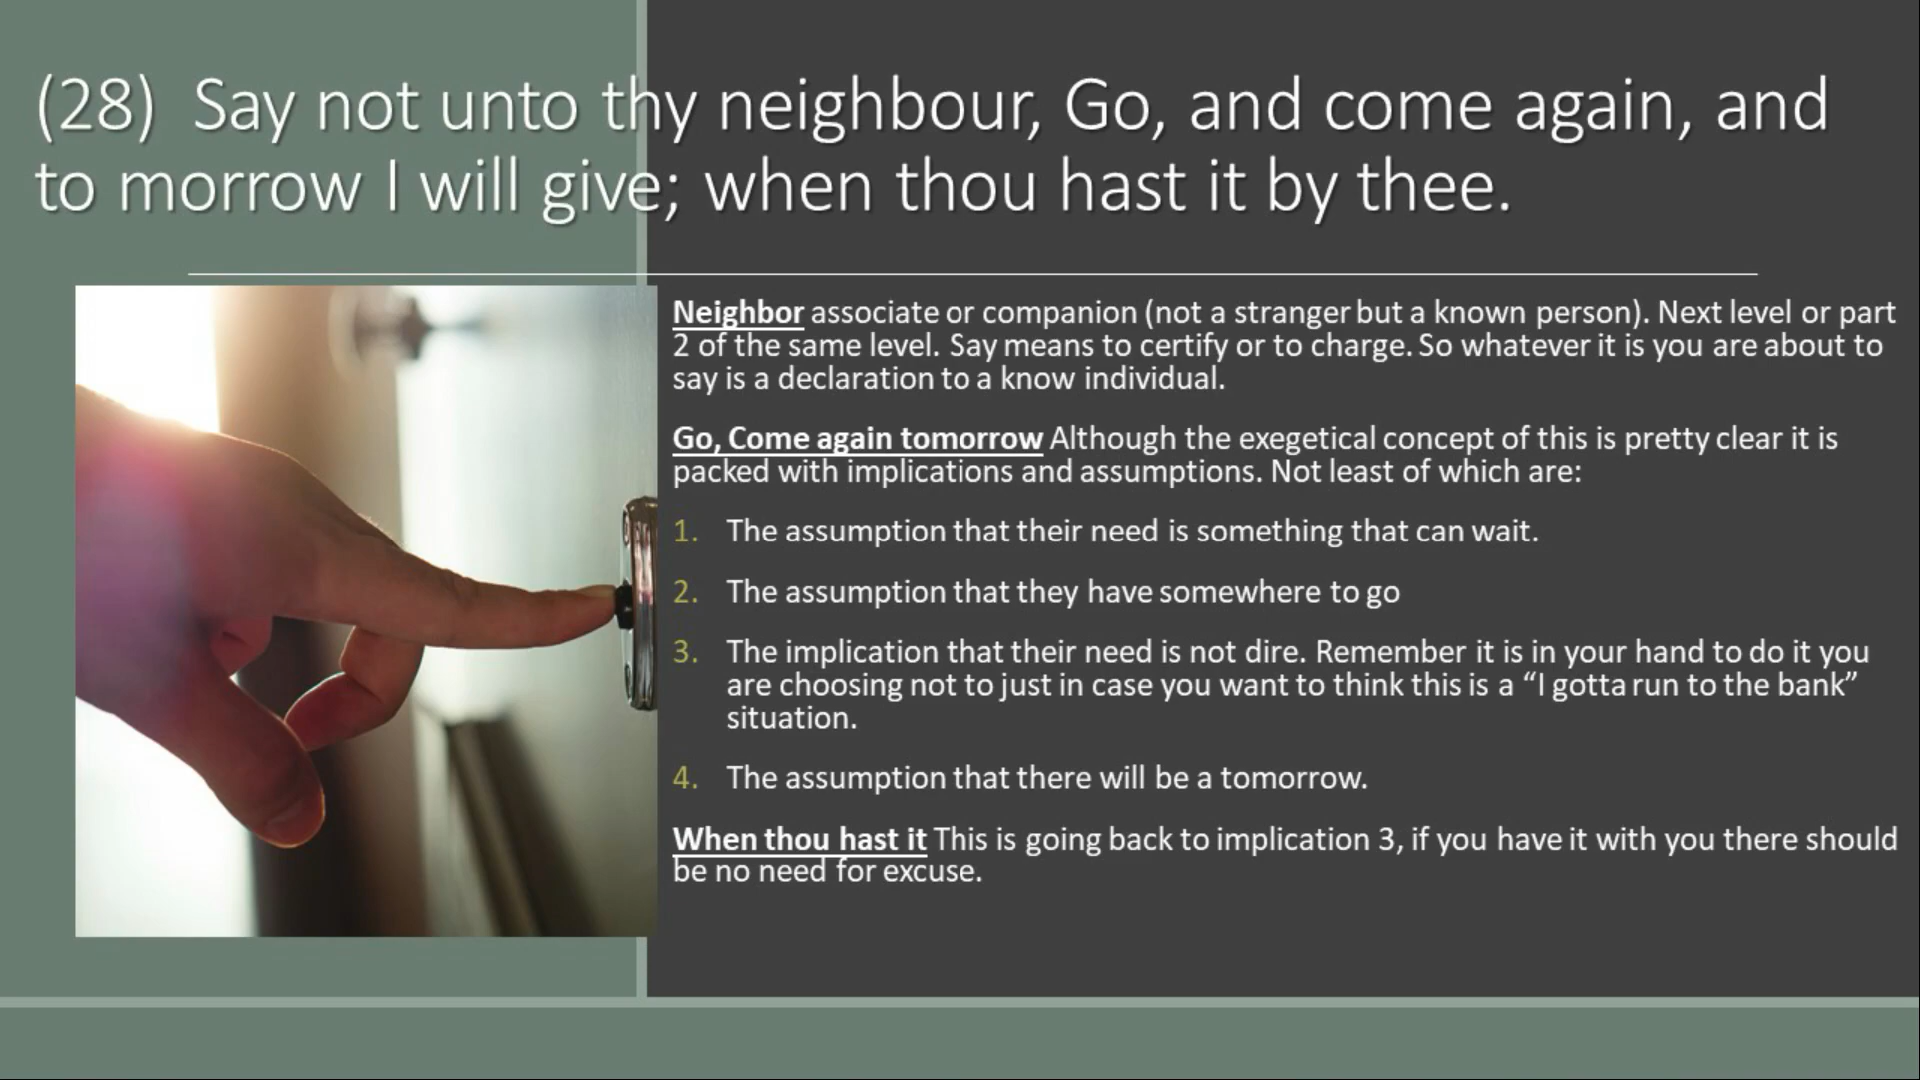 (28) Say not unto thy neighbour, Go, and come again, and
to morrow I will give; when thou hast it by thee.
Neighbor associate or companion (not a stranger but a known person). Next level or part
2 of the same level. Say means to certify or to charge. So whatever it is you are about to
say is a declaration to a know individual.
Go, Come again tomorrow Although the exegetical concept of this is pretty clear it is
packed with implications and assumptions. Not least of which are:
1. The assumption that their need is something that can wait.
2. The assumption that they have somewhere to go
3. The implication that their need is not dire. Remember it is in your hand to do it you
are choosing not to just in case you want to think this is a “I gotta run to the bank”
situation.
4. The assumption that there will be a tomorrow.
When thou hast it This is going back to implication 3, if you have it with you there should
be no need for excuse.